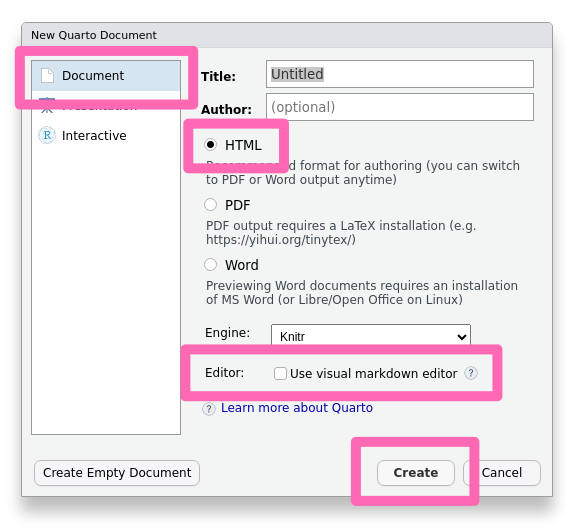 New Quarto Document
Document
Presentation
Interactive
Title: Untitled
Author: (optional)
HTML
Recommended format for authoring (you can switch
to PDF or Word output anytime)
PDF
PDF output requires a LaTeX installation (e.g.
https://yihui.org/tinytex/)
Word
Previewing Word documents requires an installation
of MS Word (or Libre/Open Office on Linux)
Engine: Knitr
Editor: Use visual markdown editor ?
? Learn more about Quarto
Create Empty Document Create Cancel